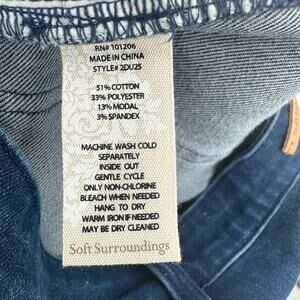 RN# 101206
MADE IN CHINA
STYLE# 2DU25
51% COTTON
33% POLYESTER
13% MODAL
3% SPANDEX
MACHINE WASH COLD
SEPARATELY
INSIDE OUT
GENTLE CYCLE
ONLY NON-CHLORINE
BLEACH WHEN NEEDED
HANG TO DRY
WARM IRON IF NEEDED
MAY BE DRY CLEANED
Soft Surroundings